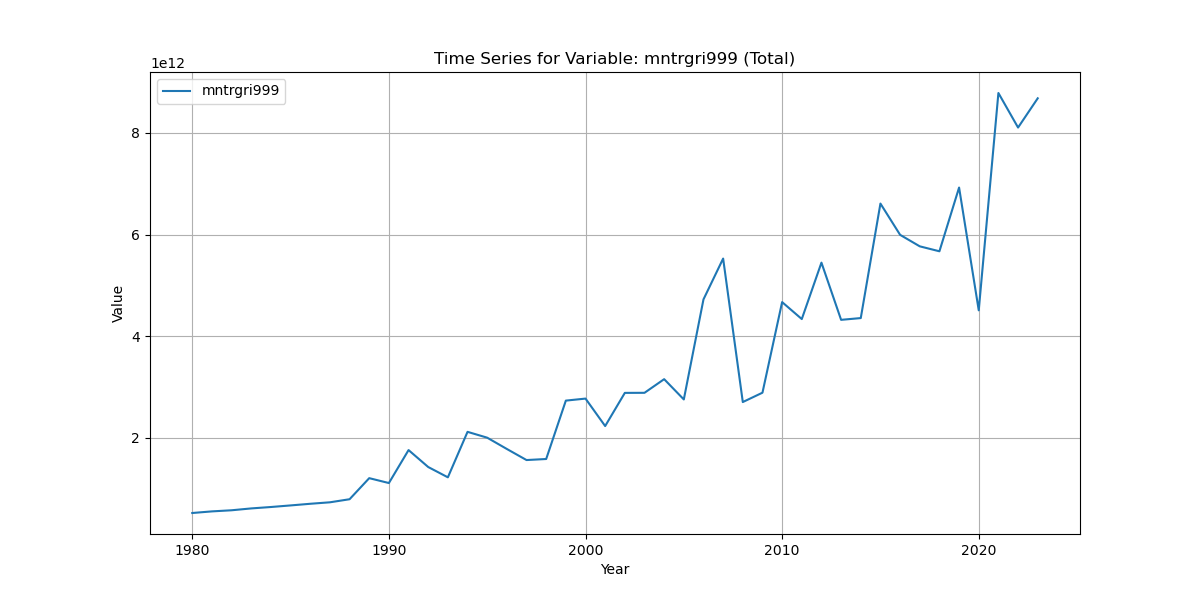 Time Series for Variable: mntrgri999 (Total)
1e12
mntrgri999
8
6
4
2
Value
1980 1990 2000 2010 2020
Year